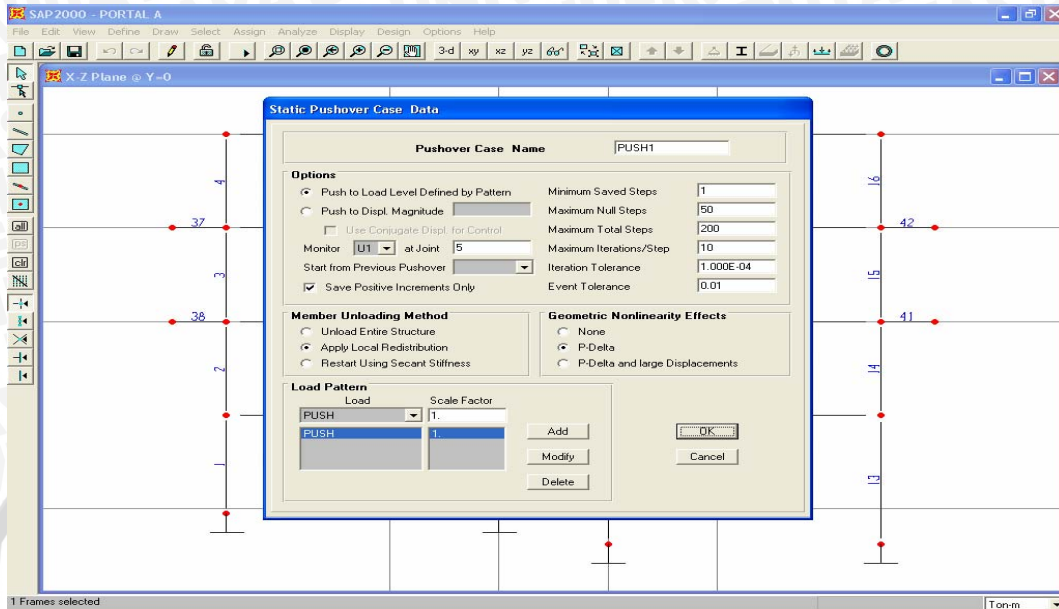 SAP2000 - PORTAL A
File Edit View Define Draw Select Assign Analyze Display Design Options Help
3-d xy xz yz
X-Z Plane @ Y=0
all
ps
clr
Static Pushover Case Data
Pushover Case Name PUSH1
Options
Push to Load Level Defined by Pattern
Push to Displ. Magnitude
Use Conjugate Displ. for Control
Monitor U1 at Joint 5
Start from Previous Pushover
Save Positive Increments Only
Minimum Saved Steps 1
Maximum Null Steps 50
Maximum Total Steps 200
Maximum Iterations/Step 10
Iteration Tolerance 1.000E-04
Event Tolerance 0.01
Member Unloading Method
Unload Entire Structure
Apply Local Redistribution
Restart Using Secant Stiffness
Geometric Nonlinearity Effects
None
P-Delta
P-Delta and large Displacements
Load Pattern
Load Scale Factor
PUSH 1.
PUSH 1.
Add
Modify
Delete
OK
Cancel
4
37
3
38
2
1
16
42
15
41
14
13
1 Frames selected
Ton-m